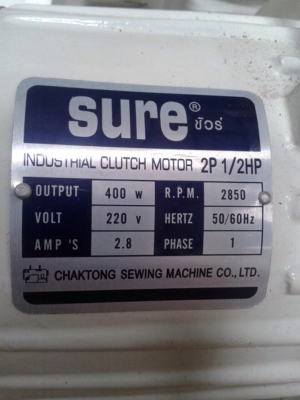 sure®
ชัวร์
INDUSTRIAL CLUTCH MOTOR 2P 1/2HP
OUTPUT 400 W R.P.M. 2850
VOLT 220 V HERTZ 50/60Hz
AMP 'S 2.8 PHASE 1
CHAKTONG SEWING MACHINE CO., LTD.